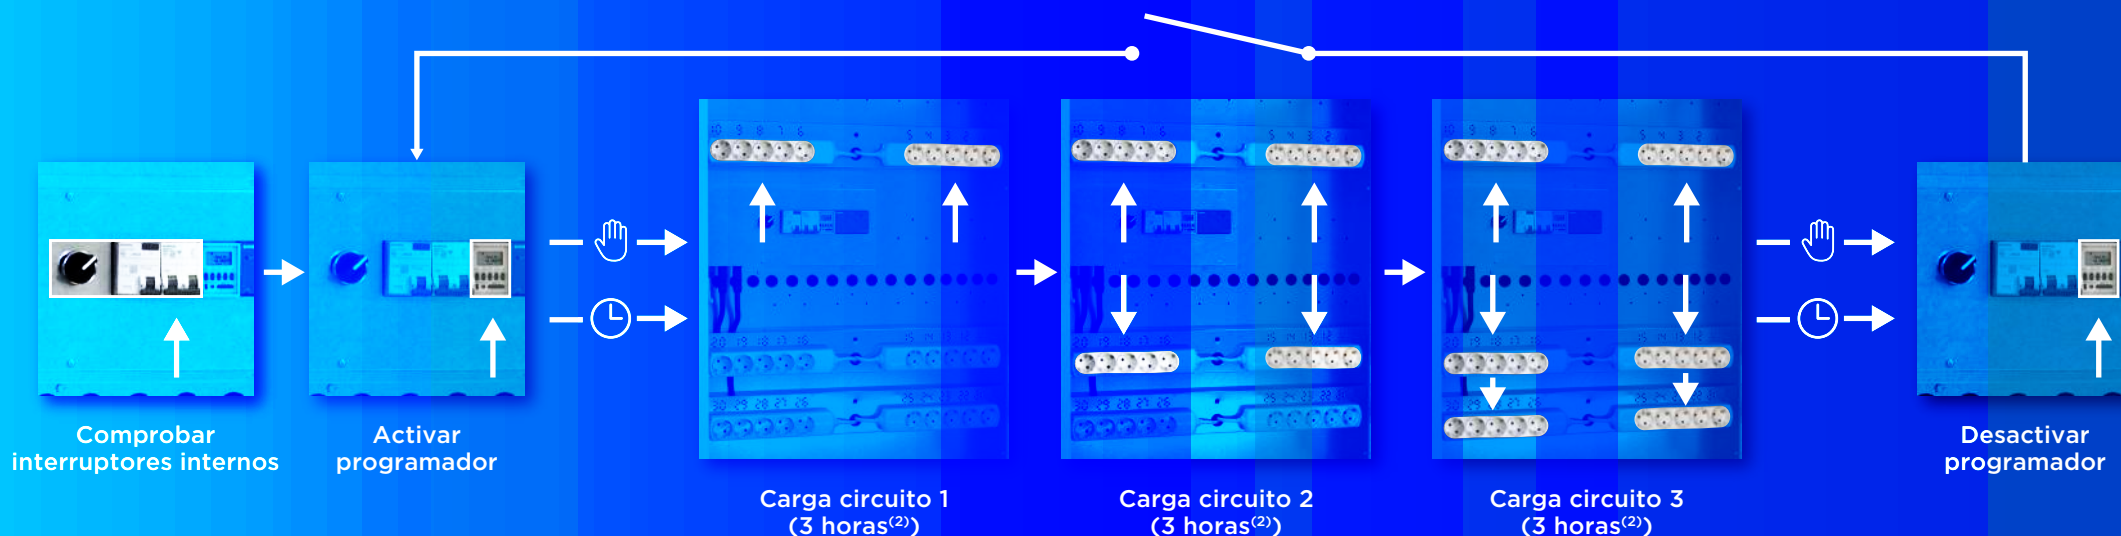 Comprobar
interruptores internos
Activar
programador
Carga circuito 1
(3 horas(2))
Carga circuito 2
(3 horas(2))
Carga circuito 3
(3 horas(2))
Desactivar
programador